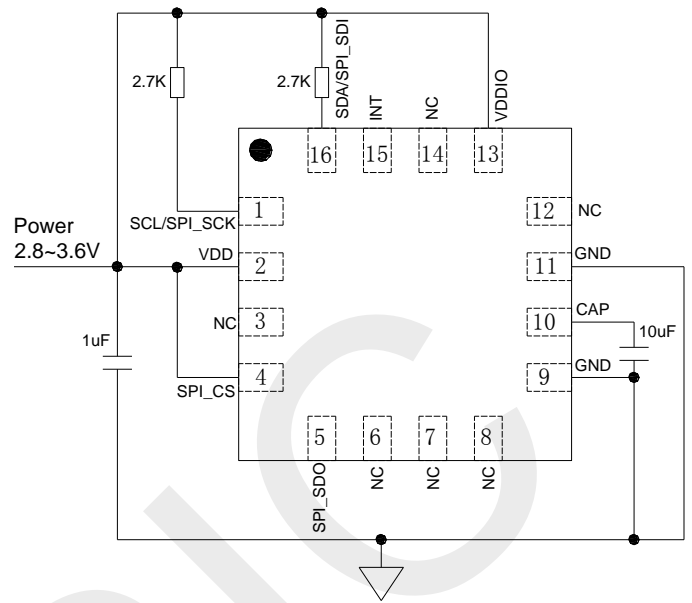 2.7K
2.7K
SDA/SPI_SDI
INT
NC
VDDIO
16
15
14
13
SCL/SPI_SCK
1
12
NC
Power
2.8~3.6V
VDD
2
11
GND
NC
3
10
CAP
1uF
10uF
SPI_CS
4
9
GND
5
6
7
8
SPI_SDO
NC
NC
NC